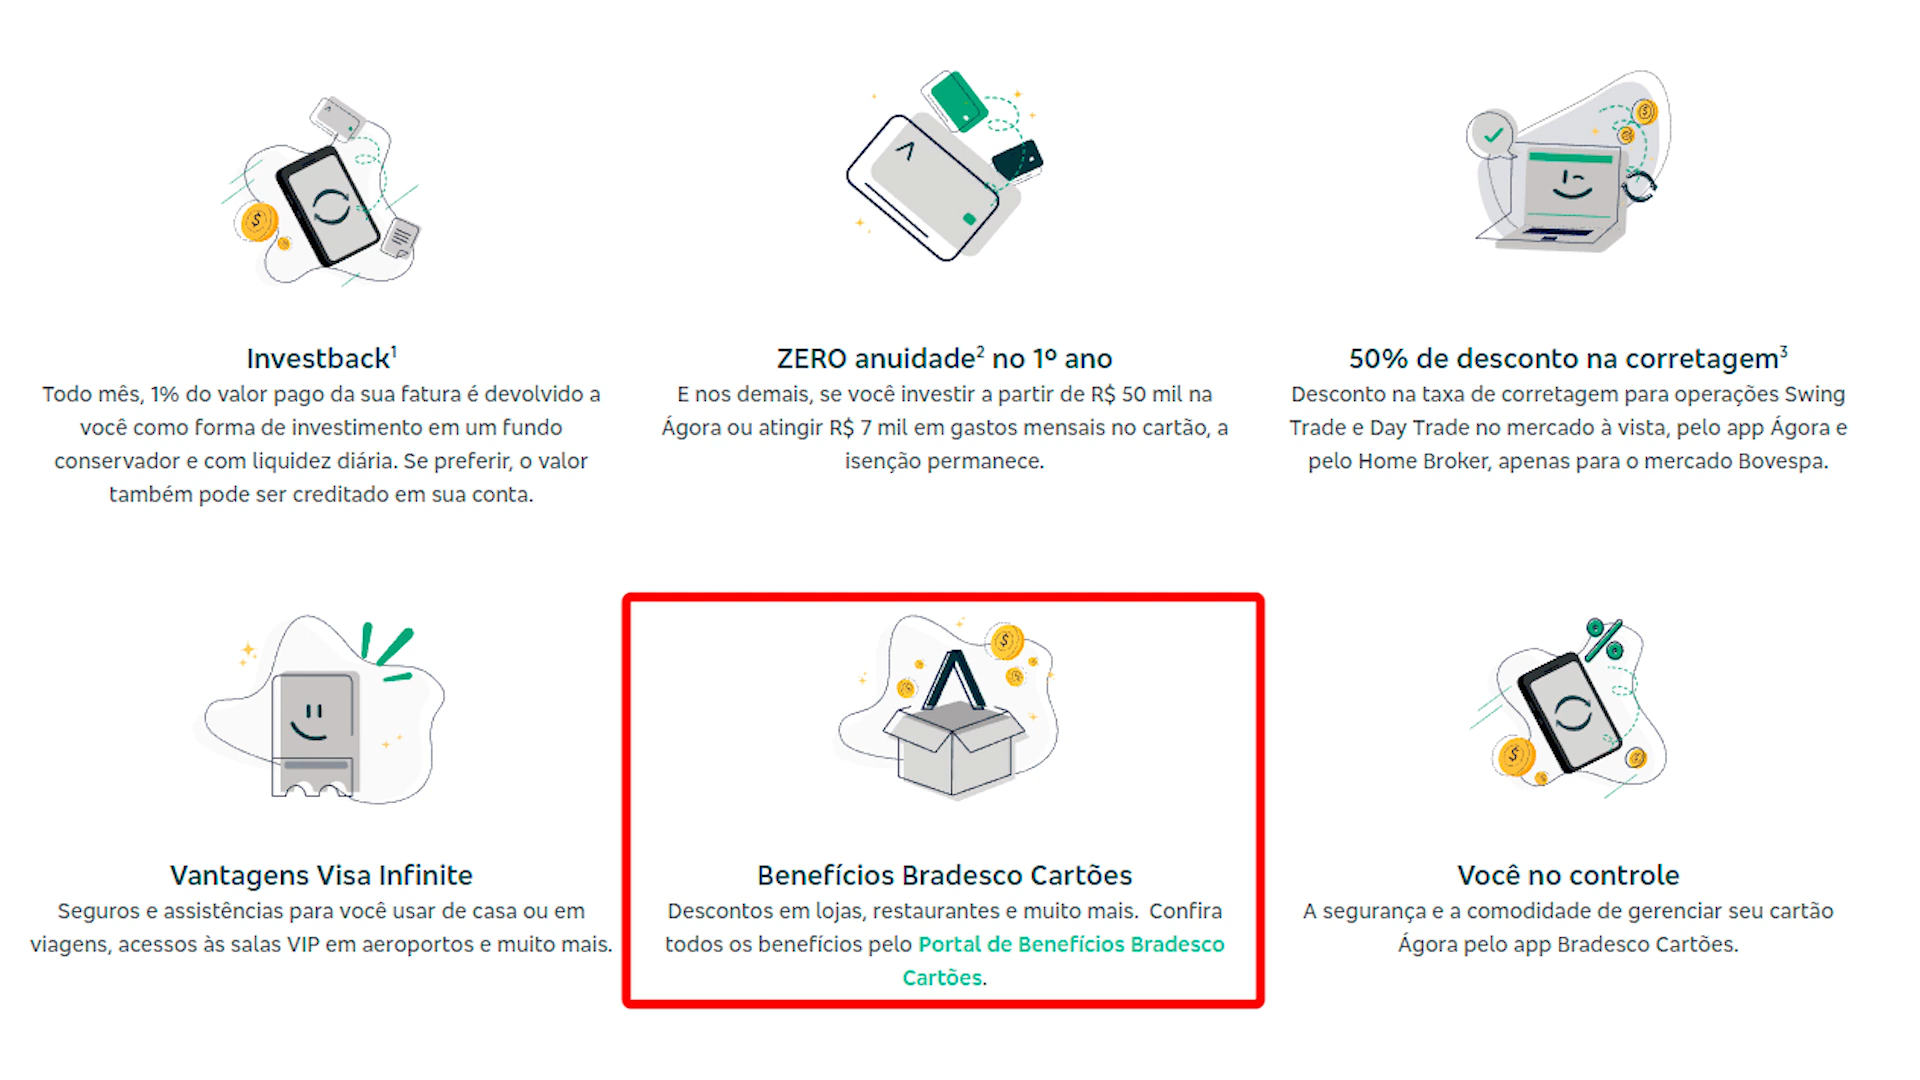 Investback¹
Todo mês, 1% do valor pago da sua fatura é devolvido a
você como forma de investimento em um fundo
conservador e com liquidez diária. Se preferir, o valor
também pode ser creditado em sua conta.
ZERO anuidade² no 1º ano
E nos demais, se você investir a partir de R$ 50 mil na
Ágora ou atingir R$ 7 mil em gastos mensais no cartão, a
isenção permanece.
50% de desconto na corretagem³
Desconto na taxa de corretagem para operações Swing
Trade e Day Trade no mercado à vista, pelo app Ágora e
pelo Home Broker, apenas para o mercado Bovespa.
Vantagens Visa Infinite
Seguros e assistências para você usar de casa ou em
viagens, acessos às salas VIP em aeroportos e muito mais.
Benefícios Bradesco Cartões
Descontos em lojas, restaurantes e muito mais. Confira
todos os benefícios pelo Portal de Benefícios Bradesco
Cartões.
Você no controle
A segurança e a comodidade de gerenciar seu cartão
Ágora pelo app Bradesco Cartões.